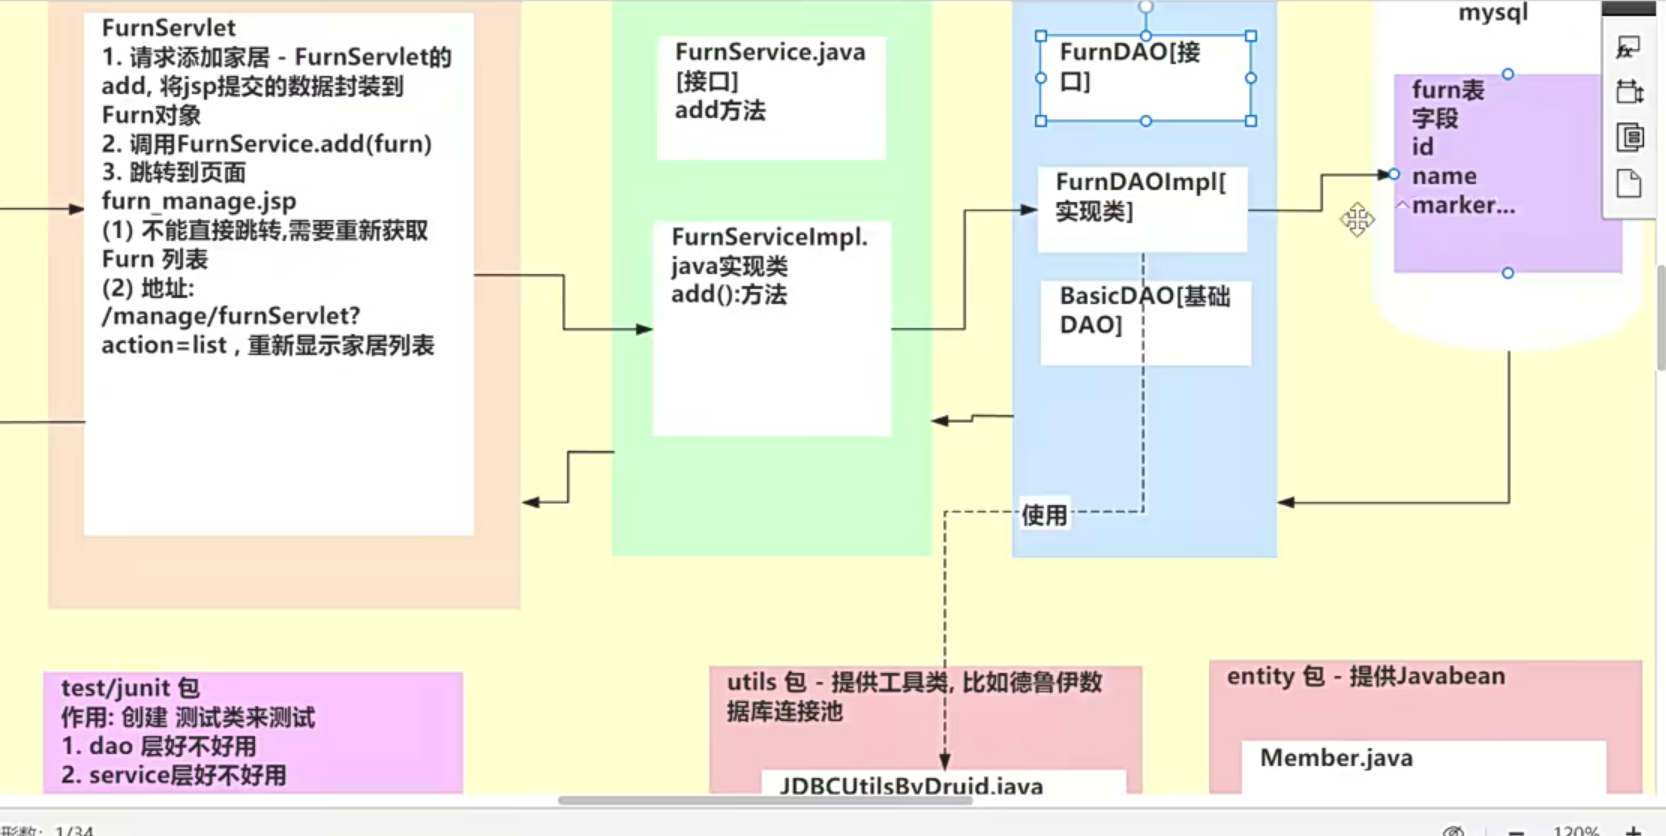 FurnServlet
1. 请求添加家居 - FurnServlet的
add, 将jsp提交的数据封装到
Furn对象
2. 调用FurnService.add(furn)
3. 跳转到页面
furn_manage.jsp
(1) 不能直接跳转,需要重新获取
Furn 列表
(2) 地址:
/manage/furnServlet?
action=list , 重新显示家居列表
FurnService.java
[接口]
add方法
FurnServiceImpl.
java实现类
add():方法
FurnDAO[接
口]
FurnDAOImpl[
实现类]
BasicDAO[基础
DAO]
使用
mysql
furn表
字段
id
name
marker...
fx
test/junit 包
作用: 创建 测试类来测试
1. dao 层好不好用
2. service层好不好用
utils 包 - 提供工具类, 比如德鲁伊数
据库连接池
JDBCUtilsByDruid.java
entity 包 - 提供Javabean
Member.java
形数: 1/34
120%